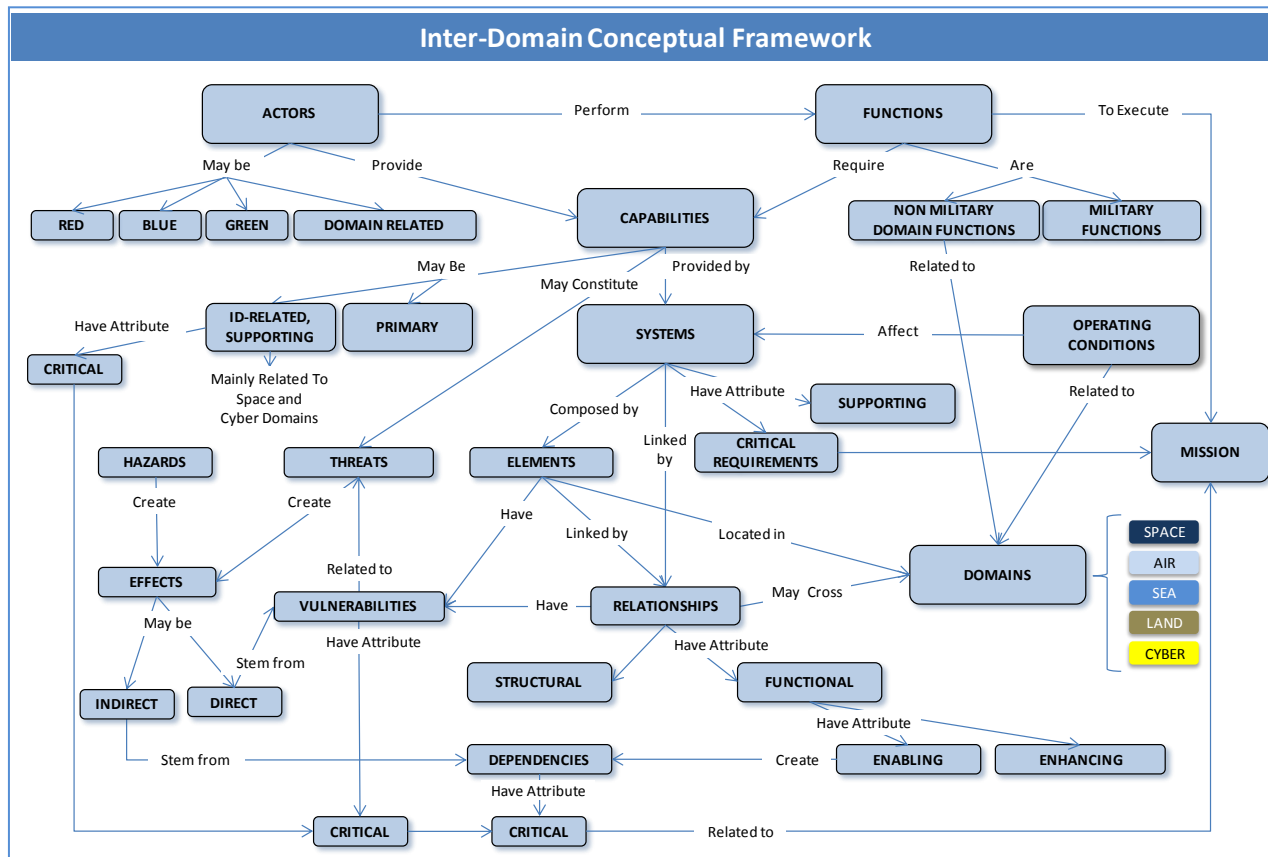 Inter-Domain Conceptual Framework
ACTORS
Perform
FUNCTIONS
To Execute
May be
Provide
Require
Are
RED
BLUE
GREEN
DOMAIN RELATED
CAPABILITIES
NON MILITARY
DOMAIN FUNCTIONS
MILITARY
FUNCTIONS
May Be
May Constitute
Provided by
Related to
Have Attribute
ID-RELATED,
SUPPORTING
PRIMARY
SYSTEMS
Affect
OPERATING
CONDITIONS
CRITICAL
Mainly Related To
Space and
Cyber Domains
Have Attribute
SUPPORTING
Related to
Composed by
Linked
by
CRITICAL
REQUIREMENTS
MISSION
HAZARDS
THREATS
ELEMENTS
Create
Create
Have
Linked by
Located in
SPACE
AIR
SEA
LAND
CYBER
EFFECTS
Related to
DOMAINS
VULNERABILITIES
Have
RELATIONSHIPS
May Cross
May be
Have Attribute
Have Attribute
Stem from
STRUCTURAL
FUNCTIONAL
INDIRECT
DIRECT
Have Attribute
Stem from
DEPENDENCIES
Create
ENABLING
ENHANCING
Have Attribute
CRITICAL
CRITICAL
Related to